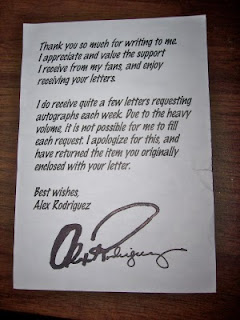 Thank you so much for writing to me.
I appreciate and value the support
I receive from my fans, and enjoy
receiving your letters.
I do receive quite a few letters requesting
autographs each week. Due to the heavy
volume, it is not possible for me to fill
each request. I apologize for this, and
have returned the item you originally
enclosed with your letter.
Best wishes,
Alex Rodriguez
Alex Rodriguez